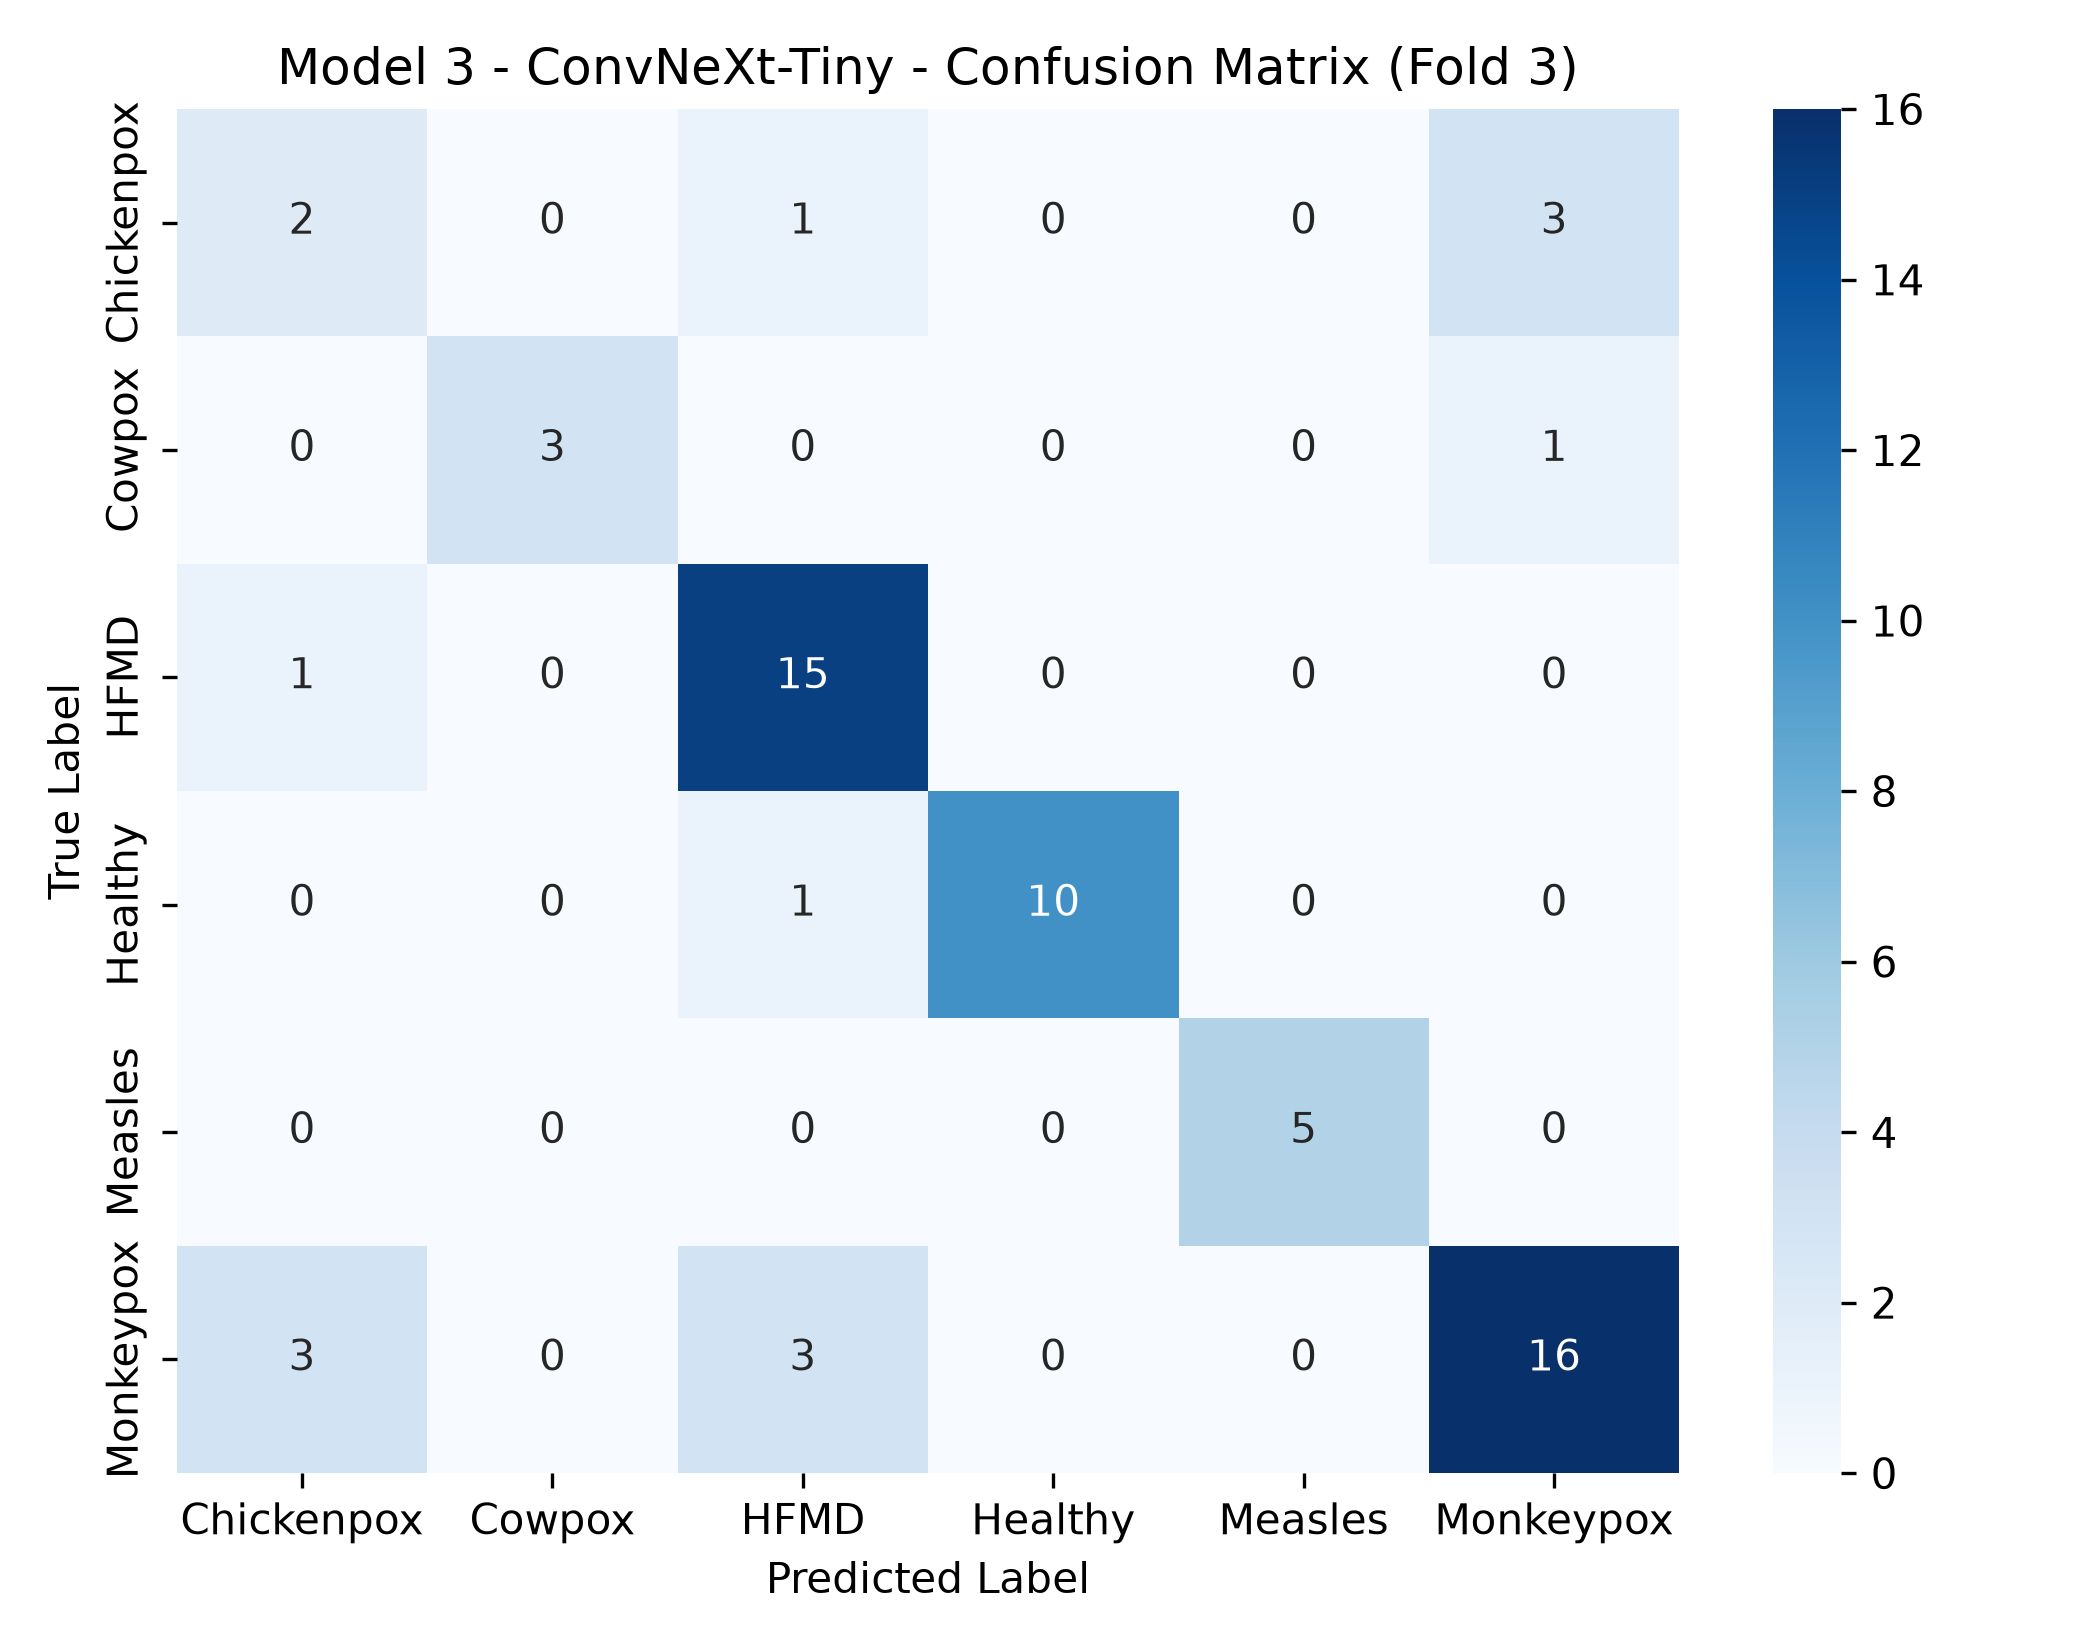 Model 3 - ConvNeXt-Tiny - Confusion Matrix (Fold 3)
True Label
Chickenpox 2 0 1 0 0 3
Cowpox 0 3 0 0 0 1
HFMD 1 0 15 0 0 0
Healthy 0 0 1 10 0 0
Measles 0 0 0 0 5 0
Monkeypox 3 0 3 0 0 16
Chickenpox Cowpox HFMD Healthy Measles Monkeypox
Predicted Label
16
14
12
10
8
6
4
2
0